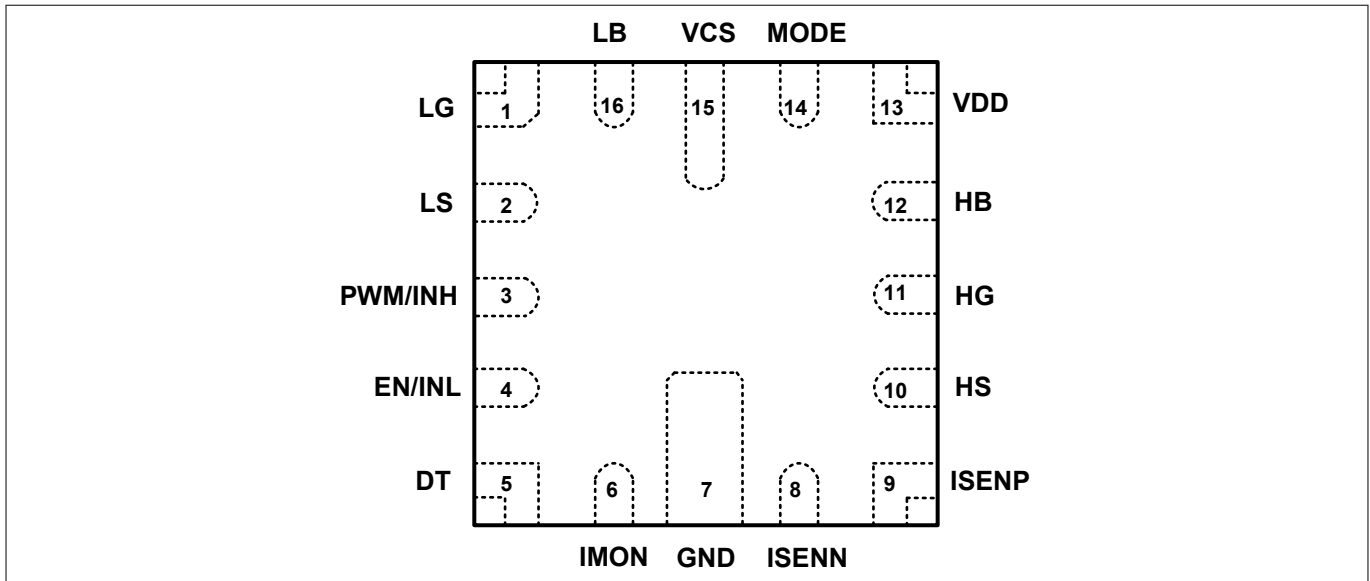 LB VCS MODE
LG 1 16 15 14 13 VDD
LS 2 12 HB
PWM/INH 3 11 HG
EN/INL 4 10 HS
DT 5 6 7 8 9 ISENP
IMON GND ISENN